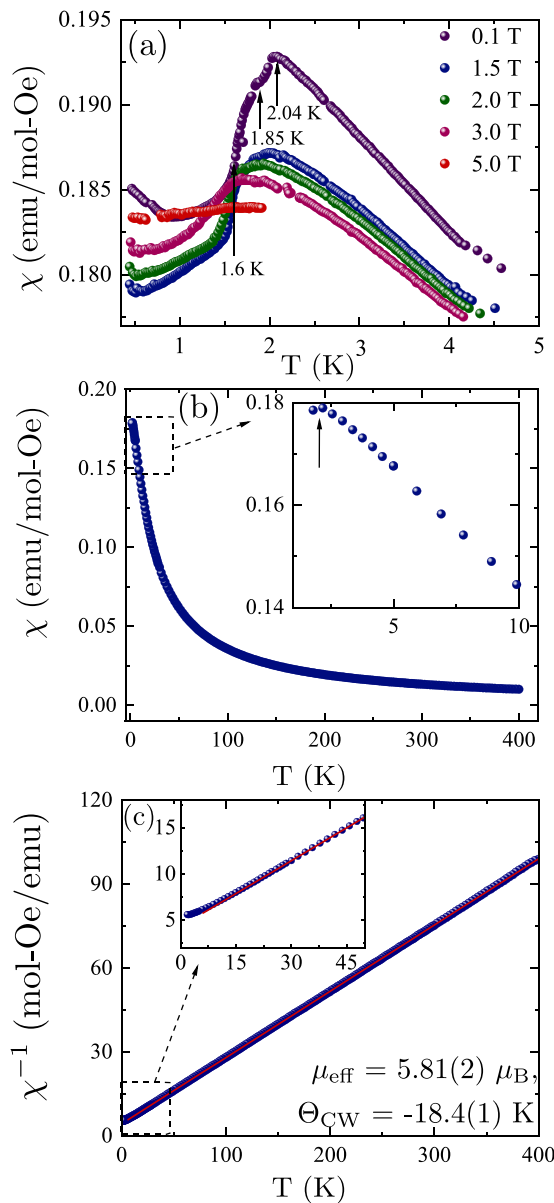 (a)
0.195
0.190
0.185
0.180
χ (emu/mol-Oe)
0.1 T
1.5 T
2.0 T
3.0 T
5.0 T
2.04 K
1.85 K
1.6 K
1 2 3 4 5
T (K)
(b)
0.20
0.15
0.10
0.05
0.00
χ (emu/mol-Oe)
0.18
0.16
0.14
5 10
0 100 200 300 400
T (K)
(c)
120
90
60
30
0
χ⁻¹ (mol-Oe/emu)
15
10
5
0 15 30 45
μeff = 5.81(2) μB,
ΘCW = -18.4(1) K
0 100 200 300 400
T (K)